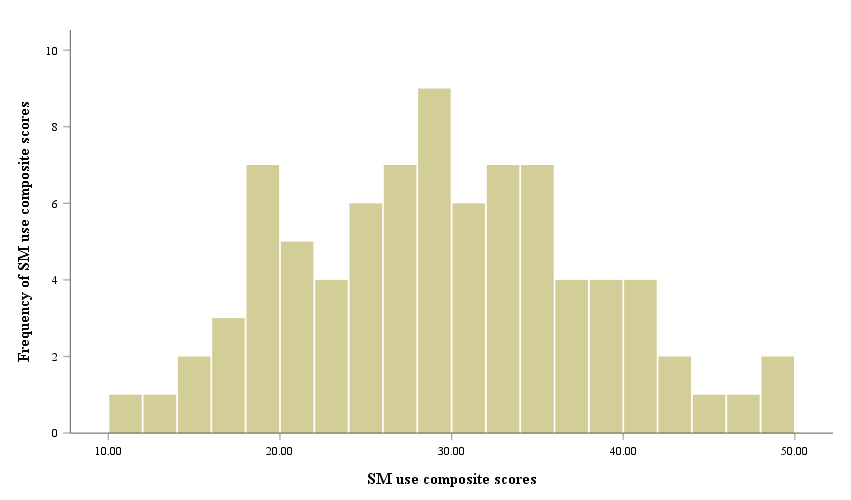 Frequency of SM use composite scores
10
8
6
4
2
0
10.00 20.00 30.00 40.00 50.00
SM use composite scores